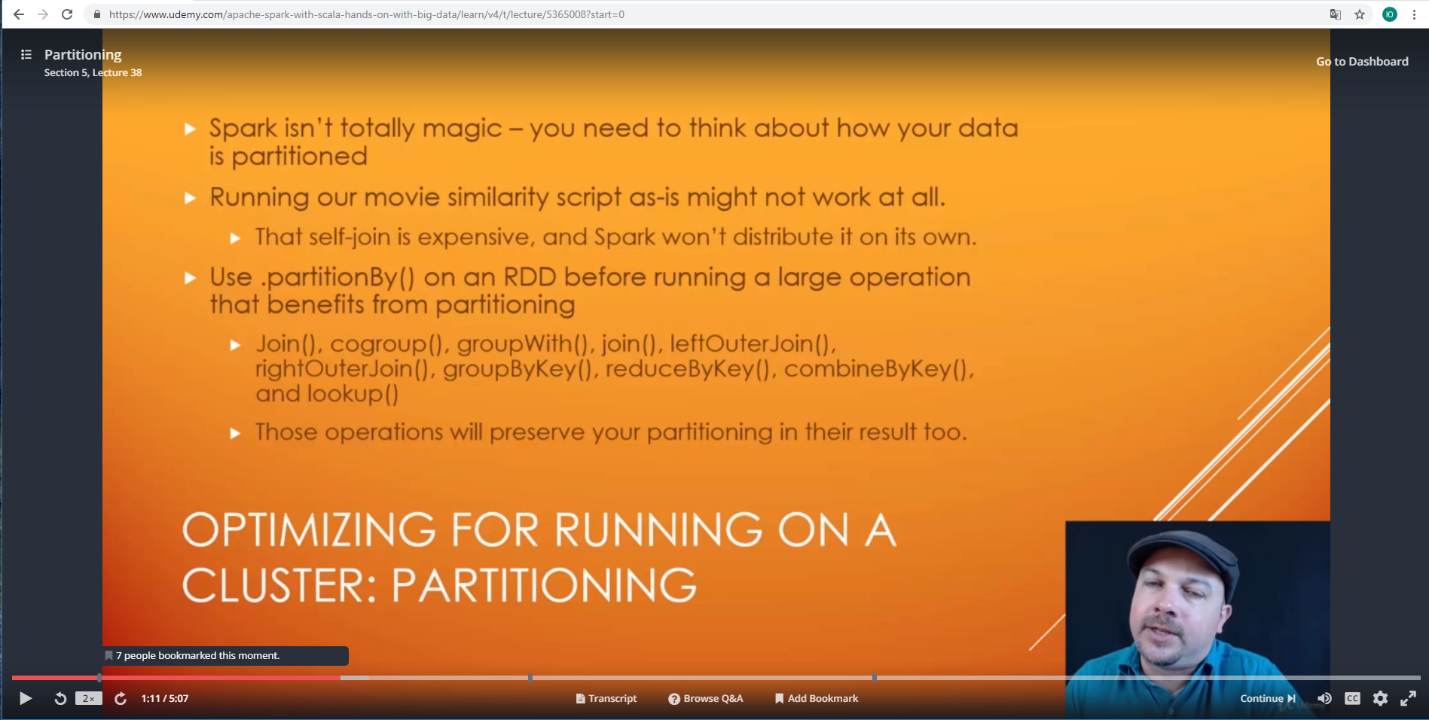 https://www.udemy.com/apache-spark-with-scala-hands-on-with-big-data/learn/v4/t/lecture/5365008?start=0
Ю
Partitioning
Section 5, Lecture 38
Go to Dashboard
Spark isn't totally magic – you need to think about how your data
is partitioned
Running our movie similarity script as-is might not work at all.
That self-join is expensive, and Spark won't distribute it on its own.
Use .partitionBy() on an RDD before running a large operation
that benefits from partitioning
Join(), cogroup(), groupWith(), join(), leftOuterJoin(),
rightOuterJoin(), groupByKey(), reduceByKey(), combineByKey(),
and lookup()
Those operations will preserve your partitioning in their result too.
OPTIMIZING FOR RUNNING ON A
CLUSTER: PARTITIONING
7 people bookmarked this moment.
2×
1:11 / 5:07
Transcript
Browse Q&A
Add Bookmark
Continue
CC